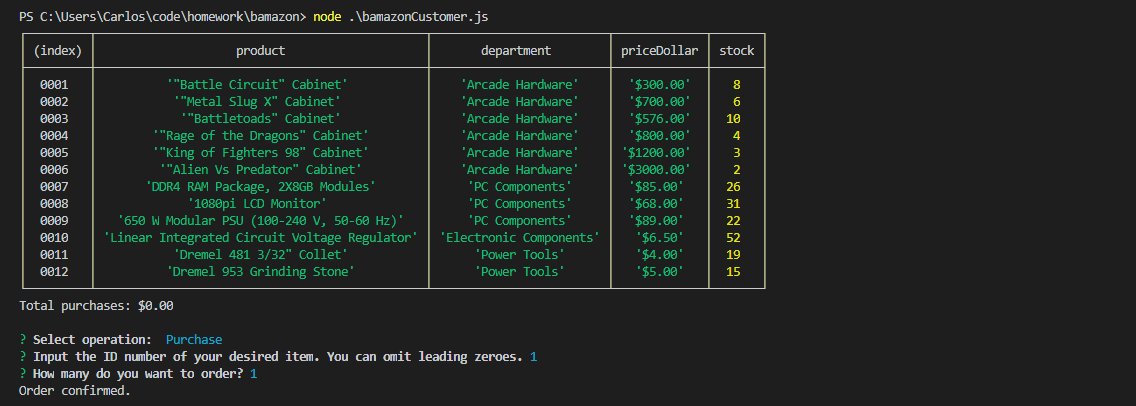 PS C:\Users\Carlos\code\homework\bamazon> node .\bamazonCustomer.js
(index) product department priceDollar stock
0001 '"Battle Circuit" Cabinet' 'Arcade Hardware' '$300.00' 8
0002 '"Metal Slug X" Cabinet' 'Arcade Hardware' '$700.00' 6
0003 '"Battletoads" Cabinet' 'Arcade Hardware' '$576.00' 10
0004 '"Rage of the Dragons" Cabinet' 'Arcade Hardware' '$800.00' 4
0005 '"King of Fighters 98" Cabinet' 'Arcade Hardware' '$1200.00' 3
0006 '"Alien Vs Predator" Cabinet' 'Arcade Hardware' '$3000.00' 2
0007 'DDR4 RAM Package, 2X8GB Modules' 'PC Components' '$85.00' 26
0008 '1080pi LCD Monitor' 'PC Components' '$68.00' 31
0009 '650 W Modular PSU (100-240 V, 50-60 Hz)' 'PC Components' '$89.00' 22
0010 'Linear Integrated Circuit Voltage Regulator' 'Electronic Components' '$6.50' 52
0011 'Dremel 481 3/32" Collet' 'Power Tools' '$4.00' 19
0012 'Dremel 953 Grinding Stone' 'Power Tools' '$5.00' 15
Total purchases: $0.00
? Select operation: Purchase
? Input the ID number of your desired item. You can omit leading zeroes. 1
? How many do you want to order? 1
Order confirmed.